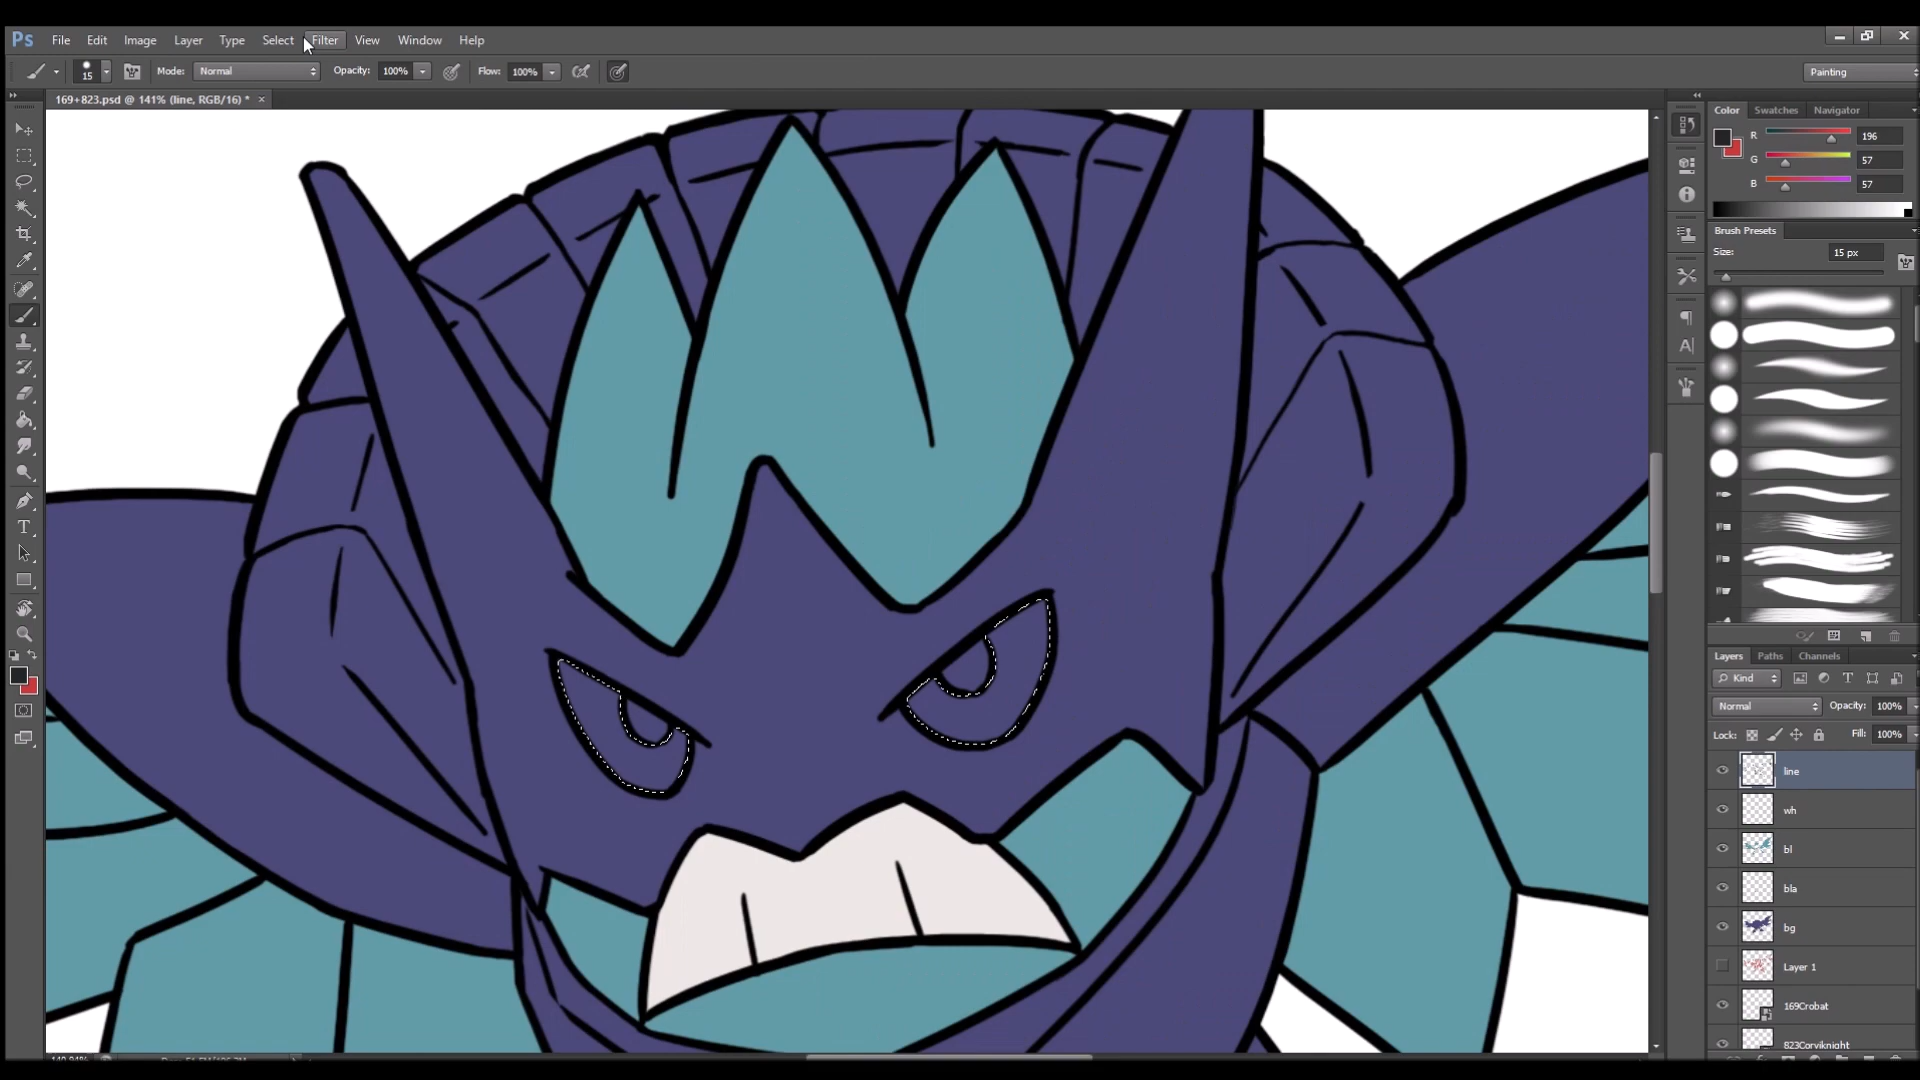 Ps File Edit Image Layer Type Select Filter View Window Help
15 Mode: Normal Opacity: 100% Flow: 100% Painting
169+823.psd @ 141% (line, RGB/16) * ×
Color Swatches Navigator
R 196
G 57
B 57
Brush Presets
Size: 15 px
Layers Paths Channels
Kind
Normal Opacity: 100%
Lock: Fill: 100%
line
wh
bl
bla
bg
Layer 1
169Crobat
823Corviknight